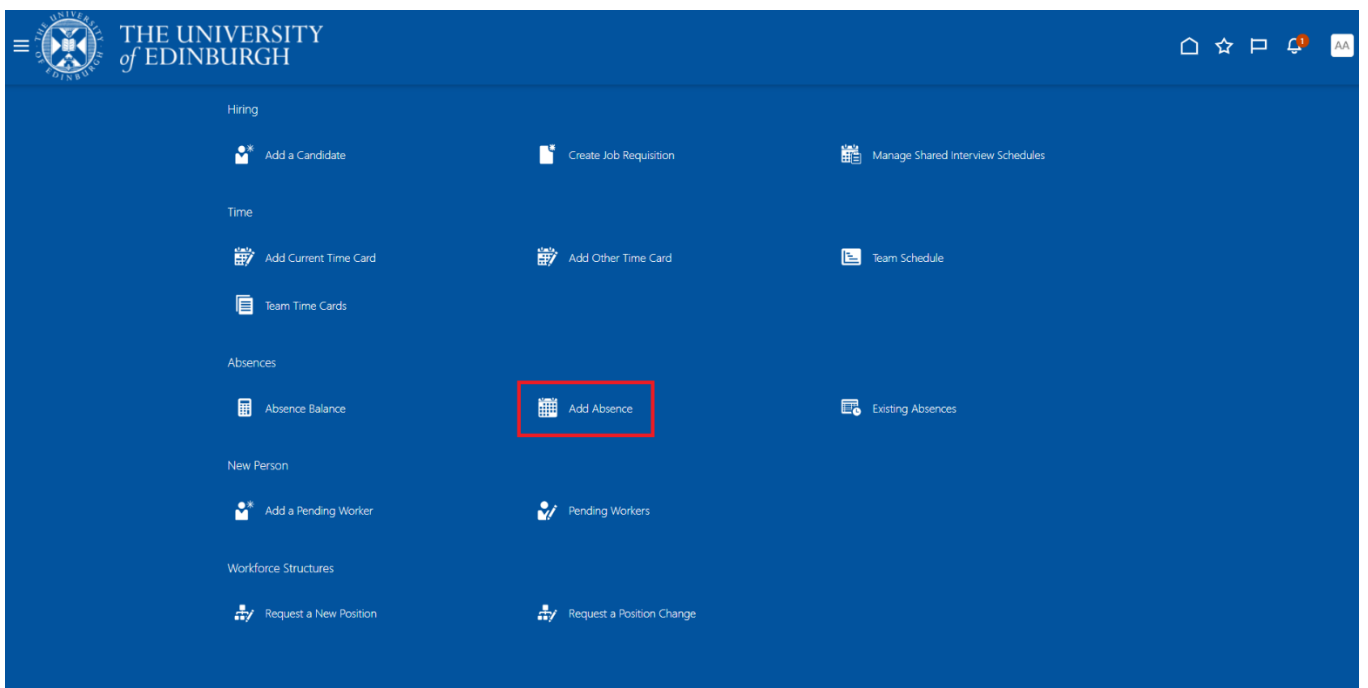 THE UNIVERSITY
of EDINBURGH
1
AA
Hiring
Add a Candidate
Create Job Requisition
Manage Shared Interview Schedules
Time
Add Current Time Card
Add Other Time Card
Team Schedule
Team Time Cards
Absences
Absence Balance
Add Absence
Existing Absences
New Person
Add a Pending Worker
Pending Workers
Workforce Structures
Request a New Position
Request a Position Change